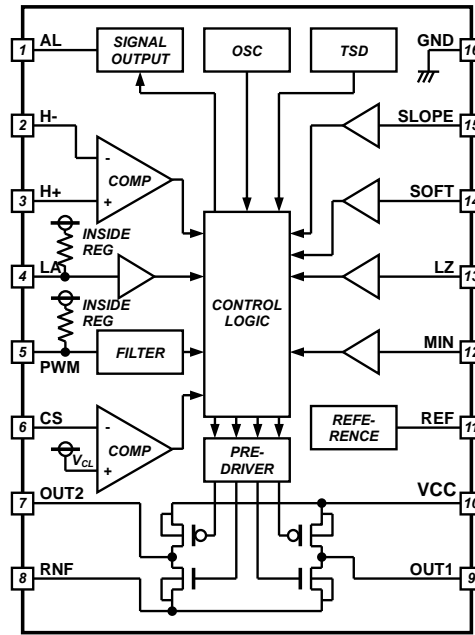 1 AL SIGNAL OUTPUT OSC TSD GND 16
2 H- SLOPE 15
- COMP
3 H+ + SOFT 14
INSIDE REG
4 LA LZ 13
CONTROL LOGIC
INSIDE REG
5 PWM FILTER MIN 12
6 CS - COMP REFE-RENCE REF 11
VCL +
PRE-DRIVER
7 OUT2 VCC 10
8 RNF OUT1 9